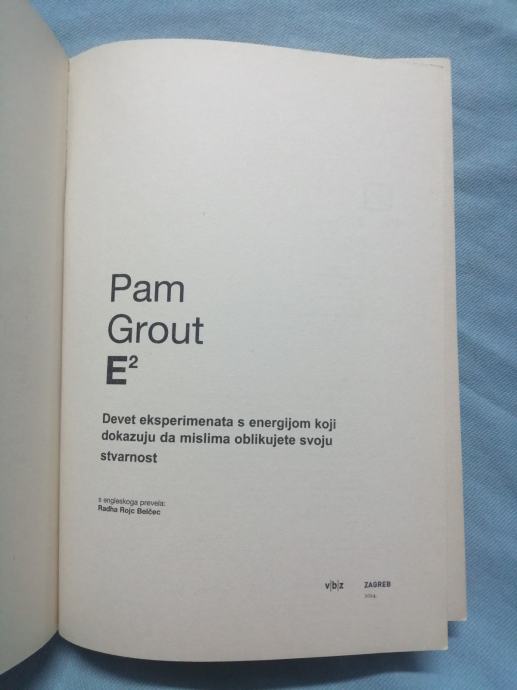 Pam
Grout
E²
Devet eksperimenata s energijom koji
dokazuju da mislima oblikujete svoju
stvarnost
s engleskoga prevela:
Radha Rojc Belčec
v|b|z ZAGREB
2014.